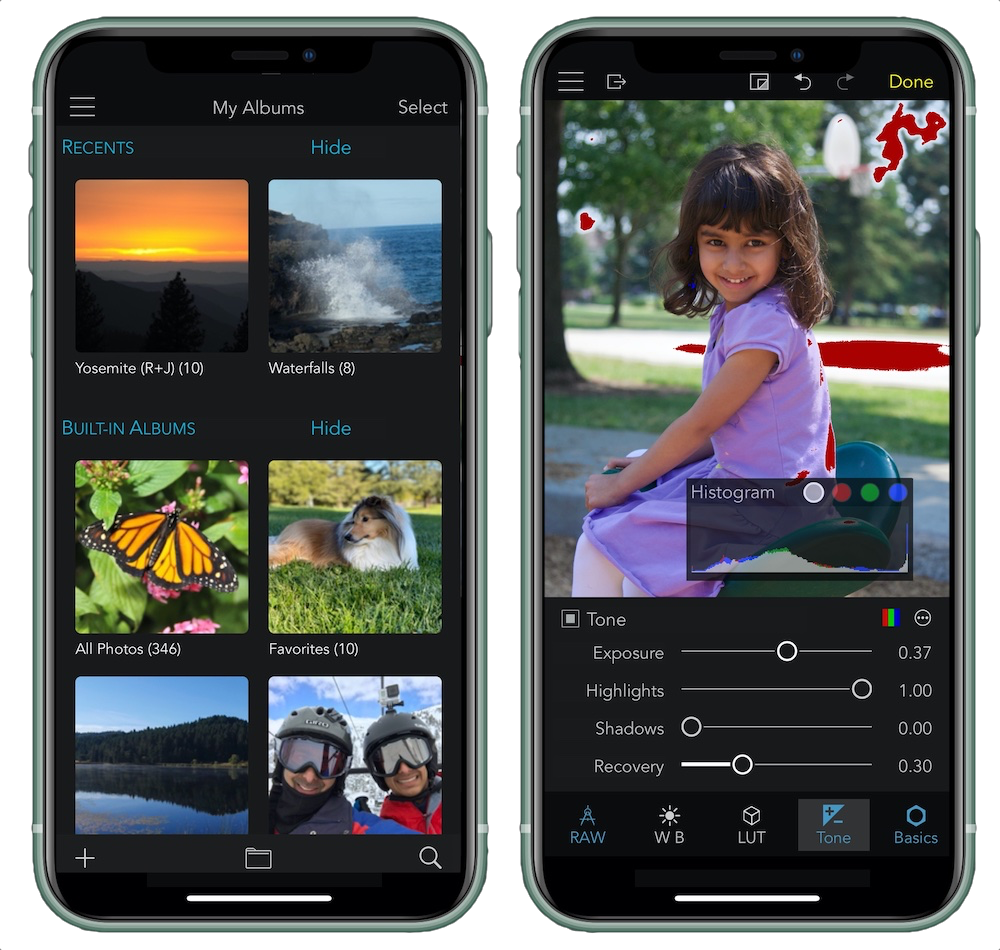 My Albums Select
RECENTS Hide
Yosemite (R+J) (10) Waterfalls (8)
BUILT-IN ALBUMS Hide
All Photos (346) Favorites (10)
GIRO
Done
Histogram
Tone
Exposure 0.37
Highlights 1.00
Shadows 0.00
Recovery 0.30
RAW W B LUT Tone Basics